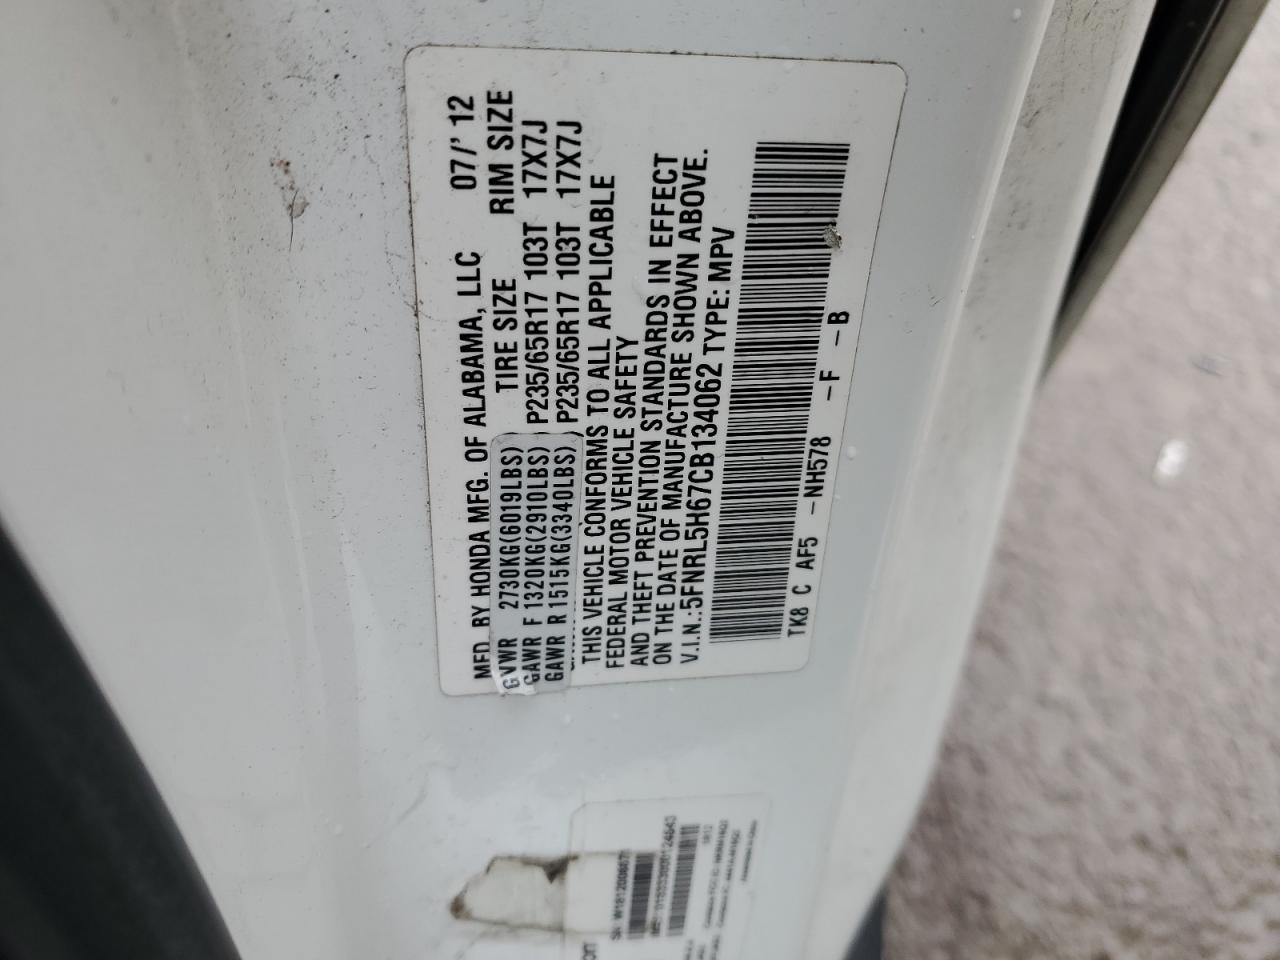 MFD. BY HONDA MFG. OF ALABAMA, LLC 07/'12
TIRE SIZE RIM SIZE
GVWR 2730KG(6019LBS)
GAWR F 1320KG(2910LBS) P235/65R17 103T 17X7J
GAWR R 1515KG(3340LBS) P235/65R17 103T 17X7J
THIS VEHICLE CONFORMS TO ALL APPLICABLE
FEDERAL MOTOR VEHICLE SAFETY
AND THEFT PREVENTION STANDARDS IN EFFECT
ON THE DATE OF MANUFACTURE SHOWN ABOVE.
V.I.N.:5FNRL5H67CB134062 TYPE: MPV
TK8 C AF5 -NH578 -F -B